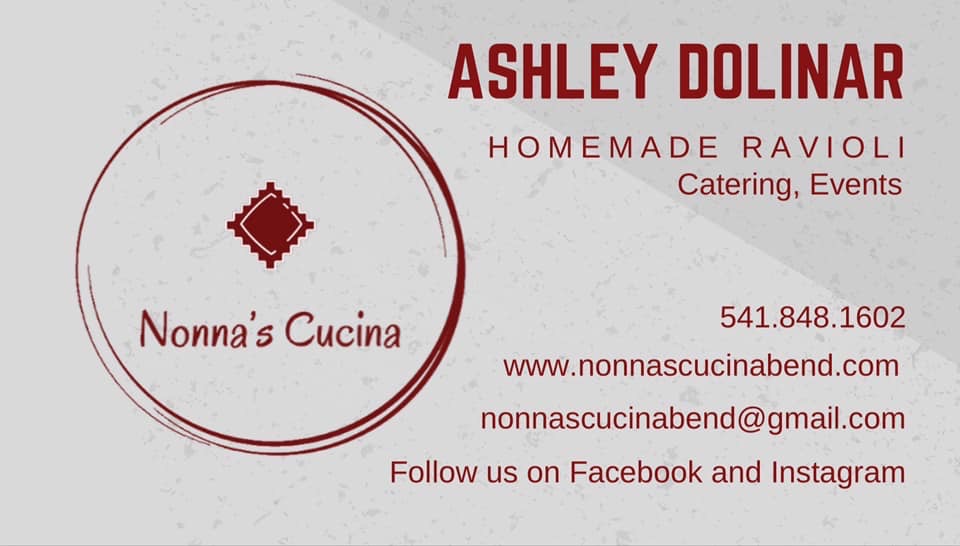 ASHLEY DOLINAR
HOMEMADE RAVIOLI
Catering, Events
Nonna's Cucina
541.848.1602
www.nonnascucinabend.com
nonnascucinabend@gmail.com
Follow us on Facebook and Instagram